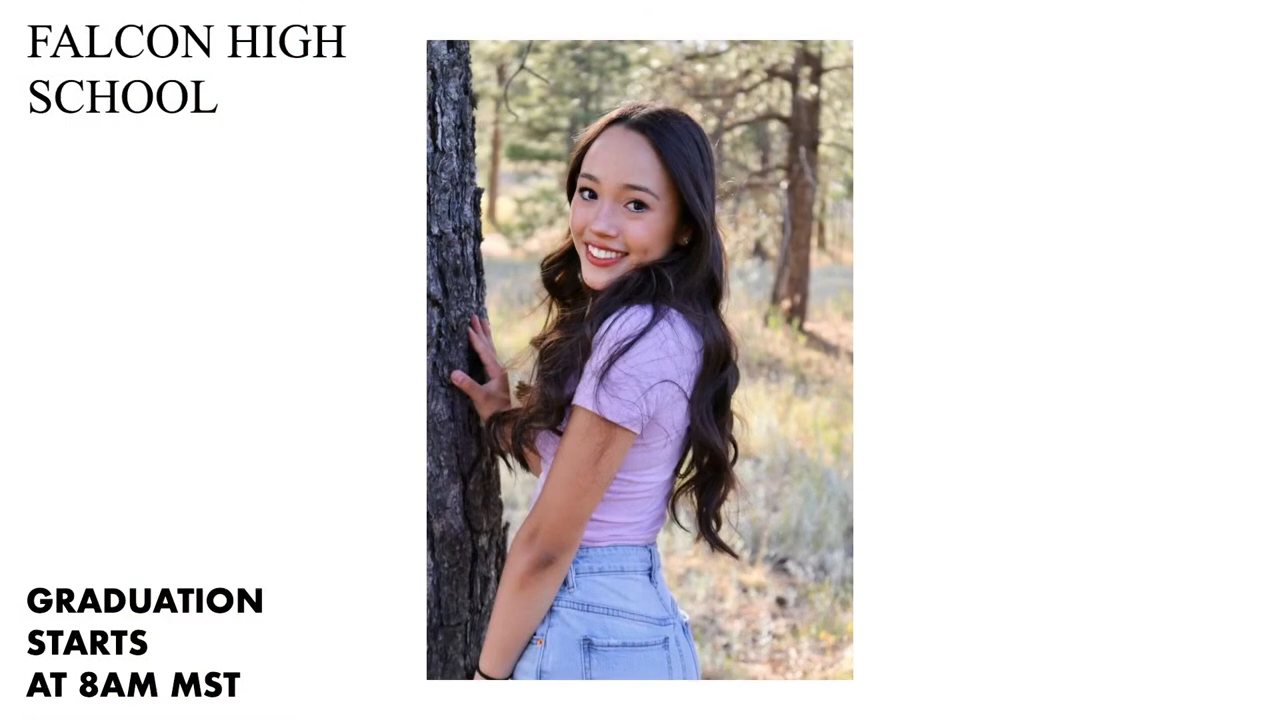 FALCON HIGH
SCHOOL
GRADUATION
STARTS
AT 8AM MST